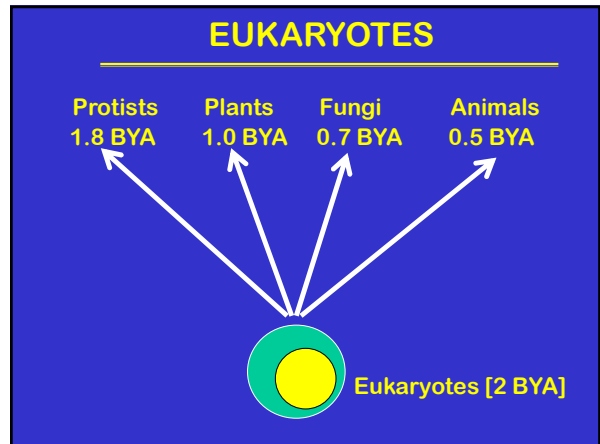 EUKARYOTES
Protists Plants Fungi Animals
1.8 BYA 1.0 BYA 0.7 BYA 0.5 BYA
Eukaryotes [2 BYA]